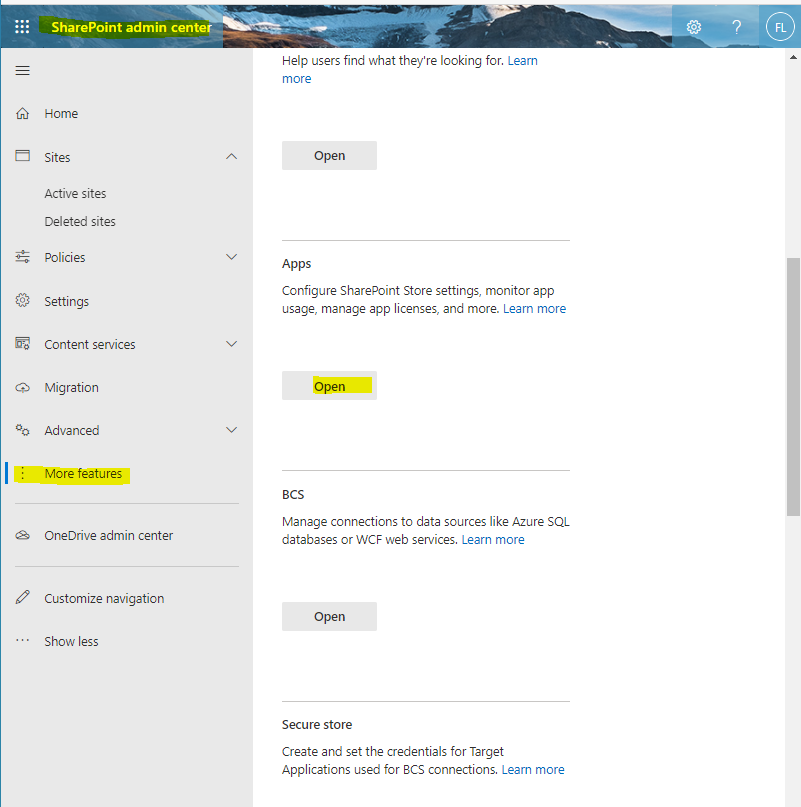 SharePoint admin center
?
FL
Home
Sites
Active sites
Deleted sites
Policies
Settings
Content services
Migration
Advanced
More features
OneDrive admin center
Customize navigation
Show less
Help users find what they're looking for. Learn
more
Open
Apps
Configure SharePoint Store settings, monitor app
usage, manage app licenses, and more. Learn more
Open
BCS
Manage connections to data sources like Azure SQL
databases or WCF web services. Learn more
Open
Secure store
Create and set the credentials for Target
Applications used for BCS connections. Learn more